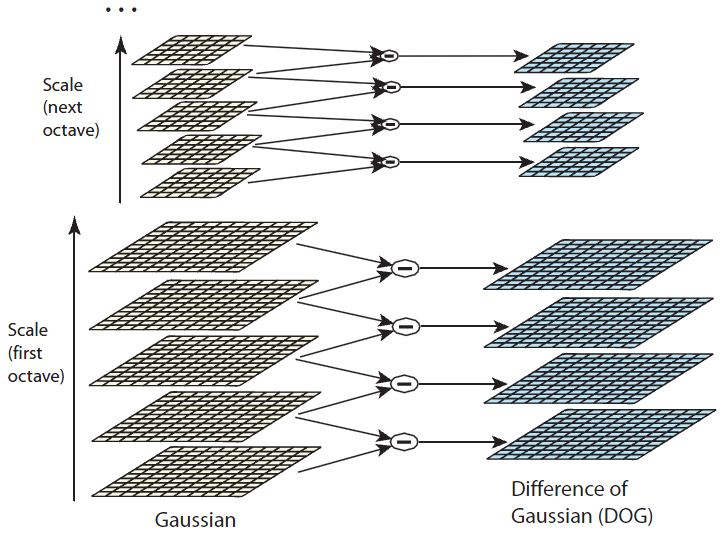 ...
Scale
(next
octave)
Scale
(first
octave)
Gaussian
Difference of
Gaussian (DOG)